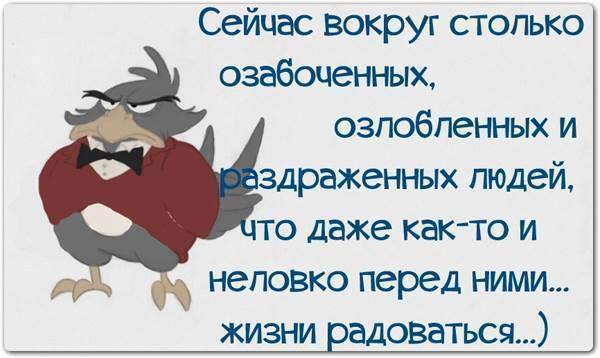 Сейчас вокруг столько
озабоченных,
озлобленных и
раздраженных людей,
что даже как-то и
неловко перед ними...
жизни радоваться...)